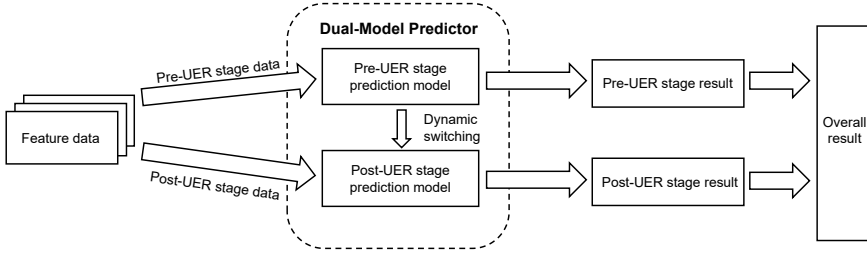 Dual-Model Predictor
Pre-UER stage data
Pre-UER stage
prediction model
Pre-UER stage result
Feature data
Dynamic
switching
Overall
result
Post-UER stage data
Post-UER stage
prediction model
Post-UER stage result